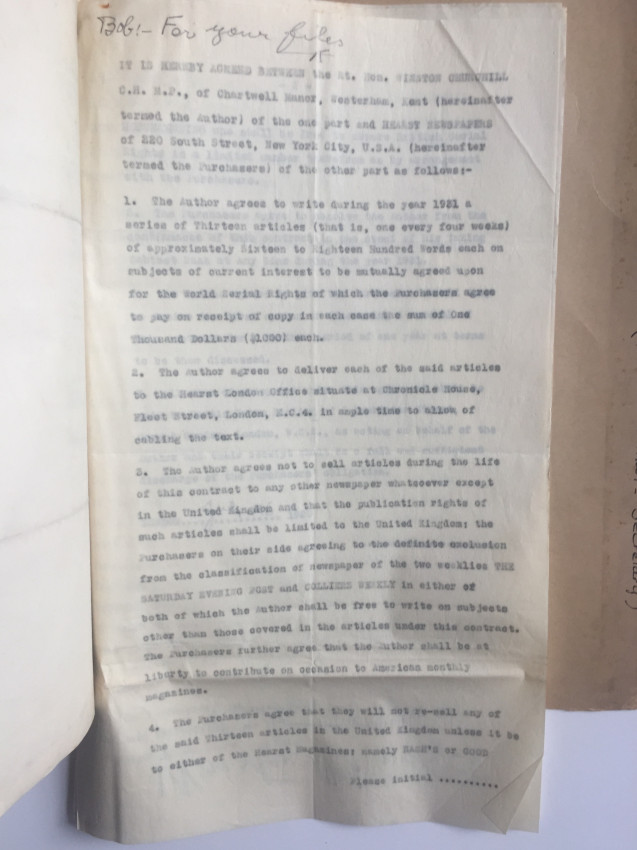 Bob:- For your files
IT IS HEREBY AGREED BETWEEN the Rt. Hon. WINSTON CHURCHILL
C.H. M.P., of Chartwell Manor, Westerham, Kent (hereinafter
termed the Author) of the one part and HEARST NEWSPAPERS
of 220 South Street, New York City, U.S.A. (hereinafter
termed the Purchasers) of the other part as follows:-
1. The Author agrees to write during the year 1931 a
series of Thirteen articles (that is, one every four weeks)
of approximately Sixteen to Eighteen Hundred Words each on
subjects of current interest to be mutually agreed upon
for the World Serial Rights of which the Purchasers agree
to pay on receipt of copy in each case the sum of One
Thousand Dollars ($1000) each.
2. The Author agrees to deliver each of the said articles
to the Hearst London Office situate at Chronicle House,
Fleet Street, London, E.C.4. in ample time to allow of
cabling the text.
3. The Author agrees not to sell articles during the life
of this contract to any other newspaper whatsoever except
in the United Kingdom and that the publication rights of
such articles shall be limited to the United Kingdom: the
Purchasers on their side agreeing to the definite exclusion
from the classification of newspaper of the two weeklies THE
SATURDAY EVENING POST and COLLIERS WEEKLY in either of
both of which the Author shall be free to write on subjects
other than those covered in the articles under this contract.
The Purchasers further agree that the Author shall be at
liberty to contribute on occasion to American monthly
magazines.
4. The Purchasers agree that they will not re-sell any of
the said Thirteen articles in the United Kingdom unless it be
to either of the Hearst Magazines; namely NASH'S or GOOD
Please initial ..........